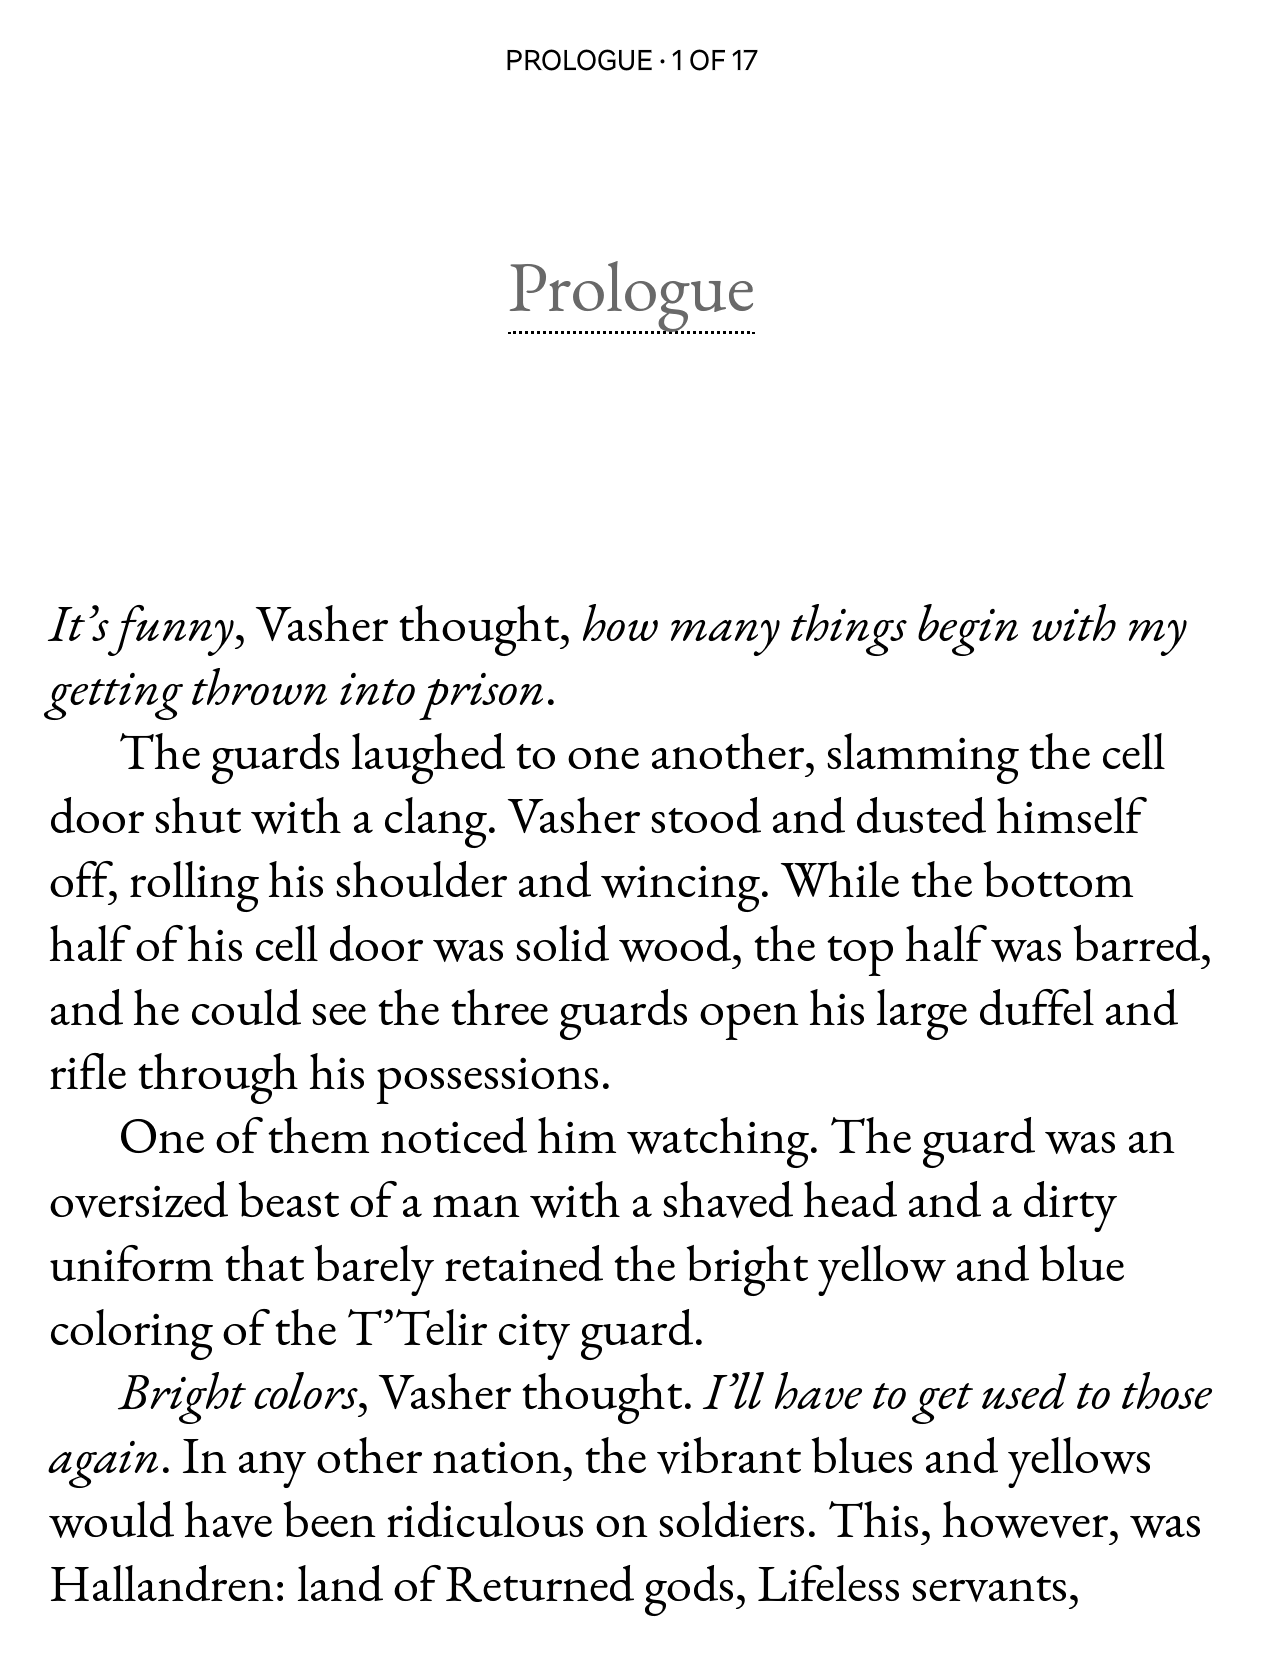 PROLOGUE · 1 OF 17
Prologue
It’s funny, Vasher thought, how many things begin with my
getting thrown into prison.
The guards laughed to one another, slamming the cell
door shut with a clang. Vasher stood and dusted himself
off, rolling his shoulder and wincing. While the bottom
half of his cell door was solid wood, the top half was barred,
and he could see the three guards open his large duffel and
rifle through his possessions.
One of them noticed him watching. The guard was an
oversized beast of a man with a shaved head and a dirty
uniform that barely retained the bright yellow and blue
coloring of the T’Telir city guard.
Bright colors, Vasher thought. I’ll have to get used to those
again. In any other nation, the vibrant blues and yellows
would have been ridiculous on soldiers. This, however, was
Hallandren: land of Returned gods, Lifeless servants,